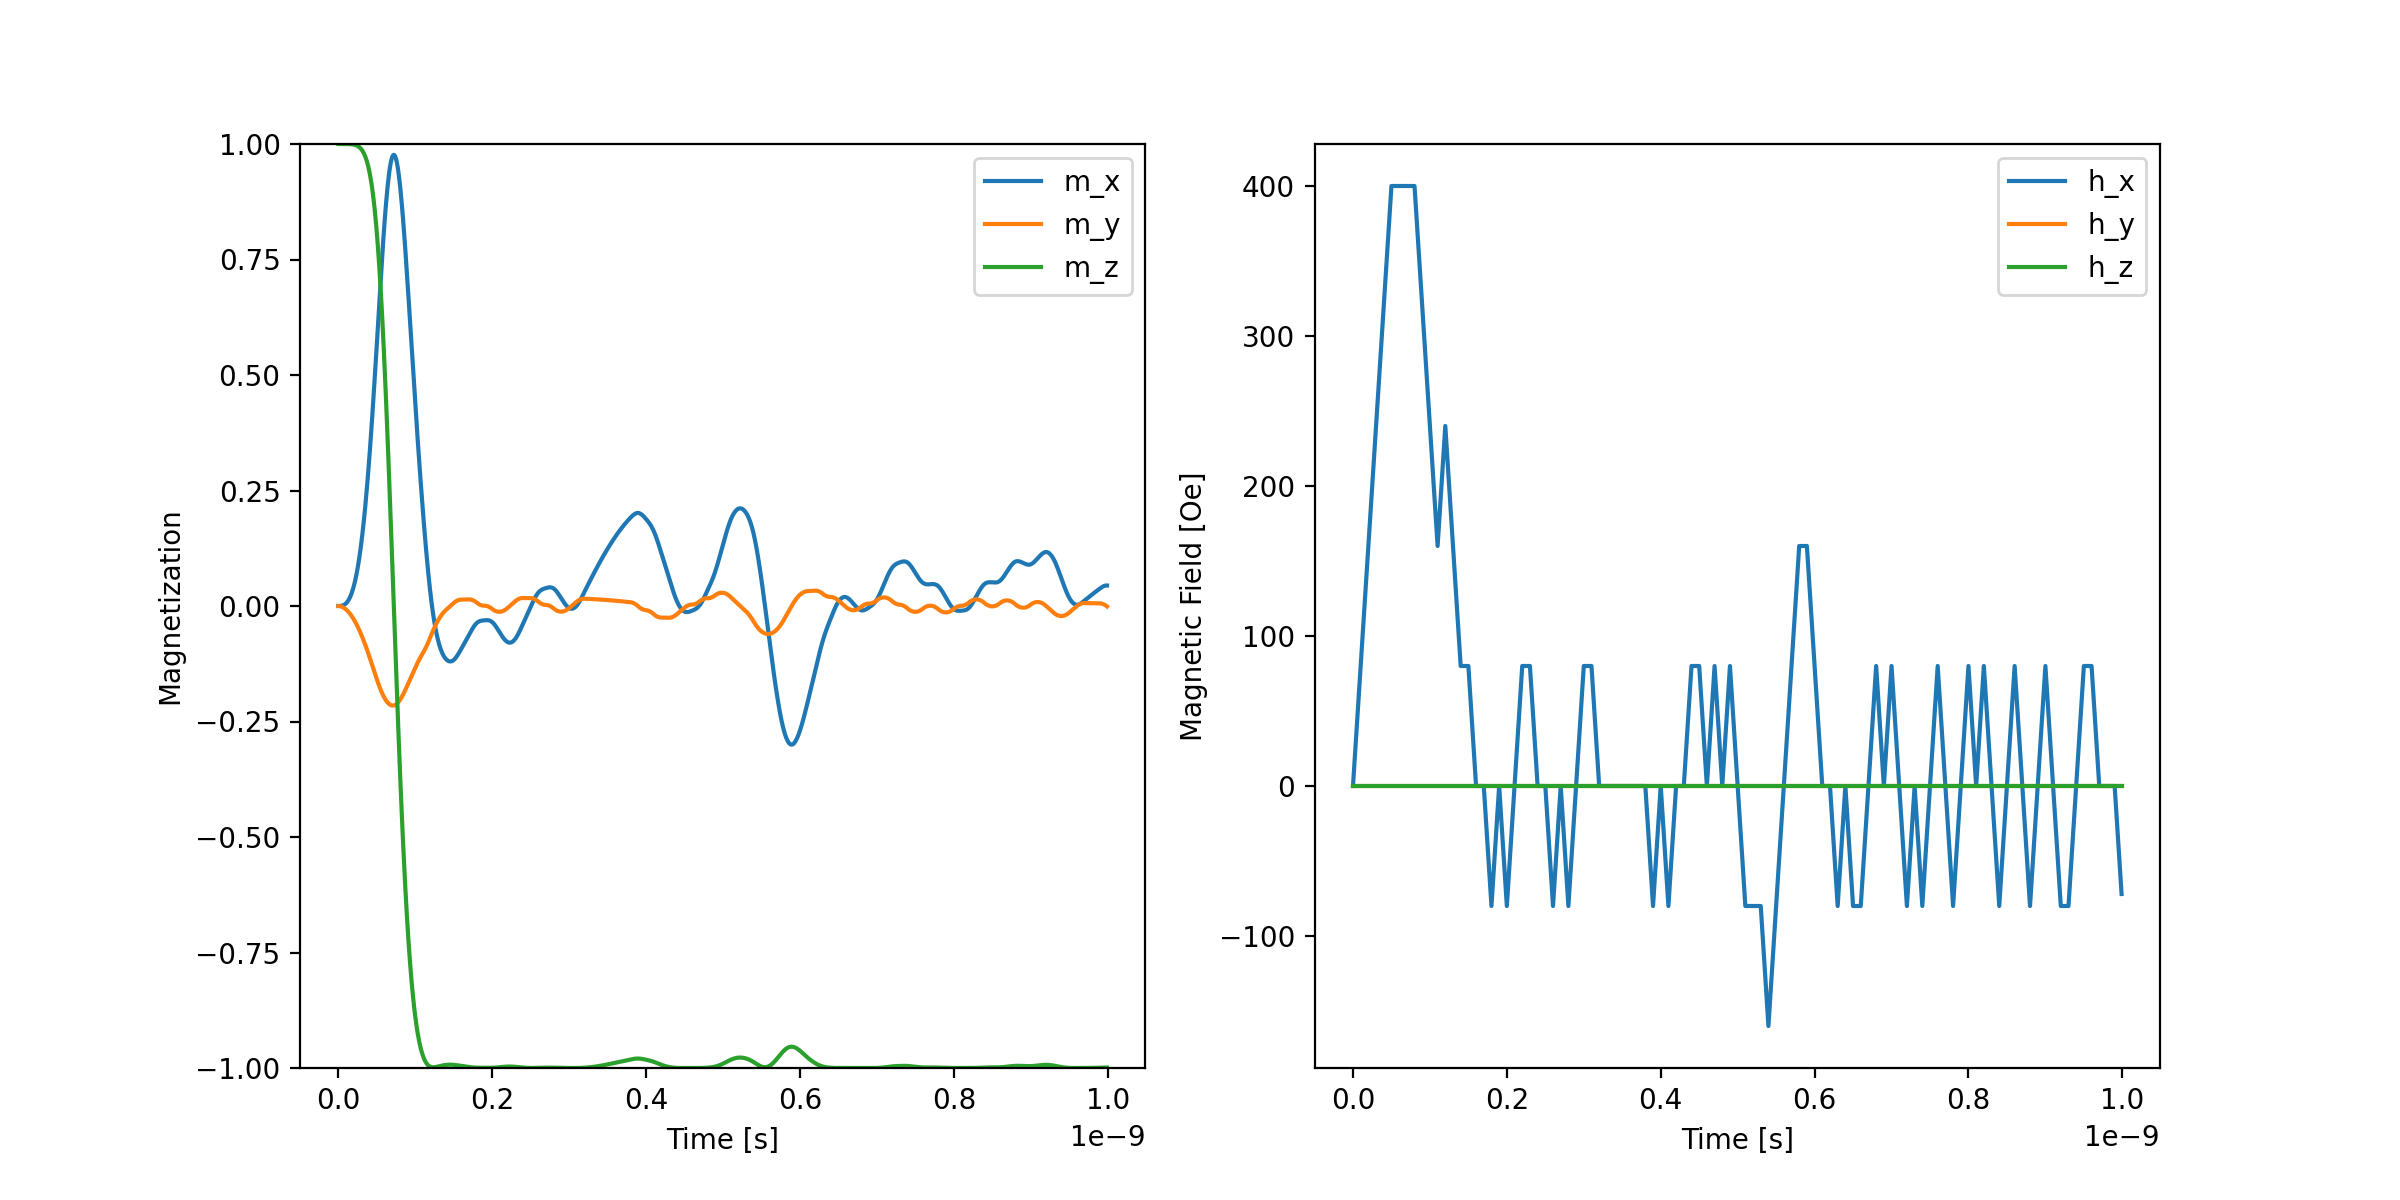 1.00
0.75
0.50
0.25
0.00
−0.25
−0.50
−0.75
−1.00
Magnetization
m_x
m_y
m_z
0.0 0.2 0.4 0.6 0.8 1.0
Time [s]
1e−9
400
300
200
100
0
−100
Magnetic Field [Oe]
h_x
h_y
h_z
0.0 0.2 0.4 0.6 0.8 1.0
Time [s]
1e−9